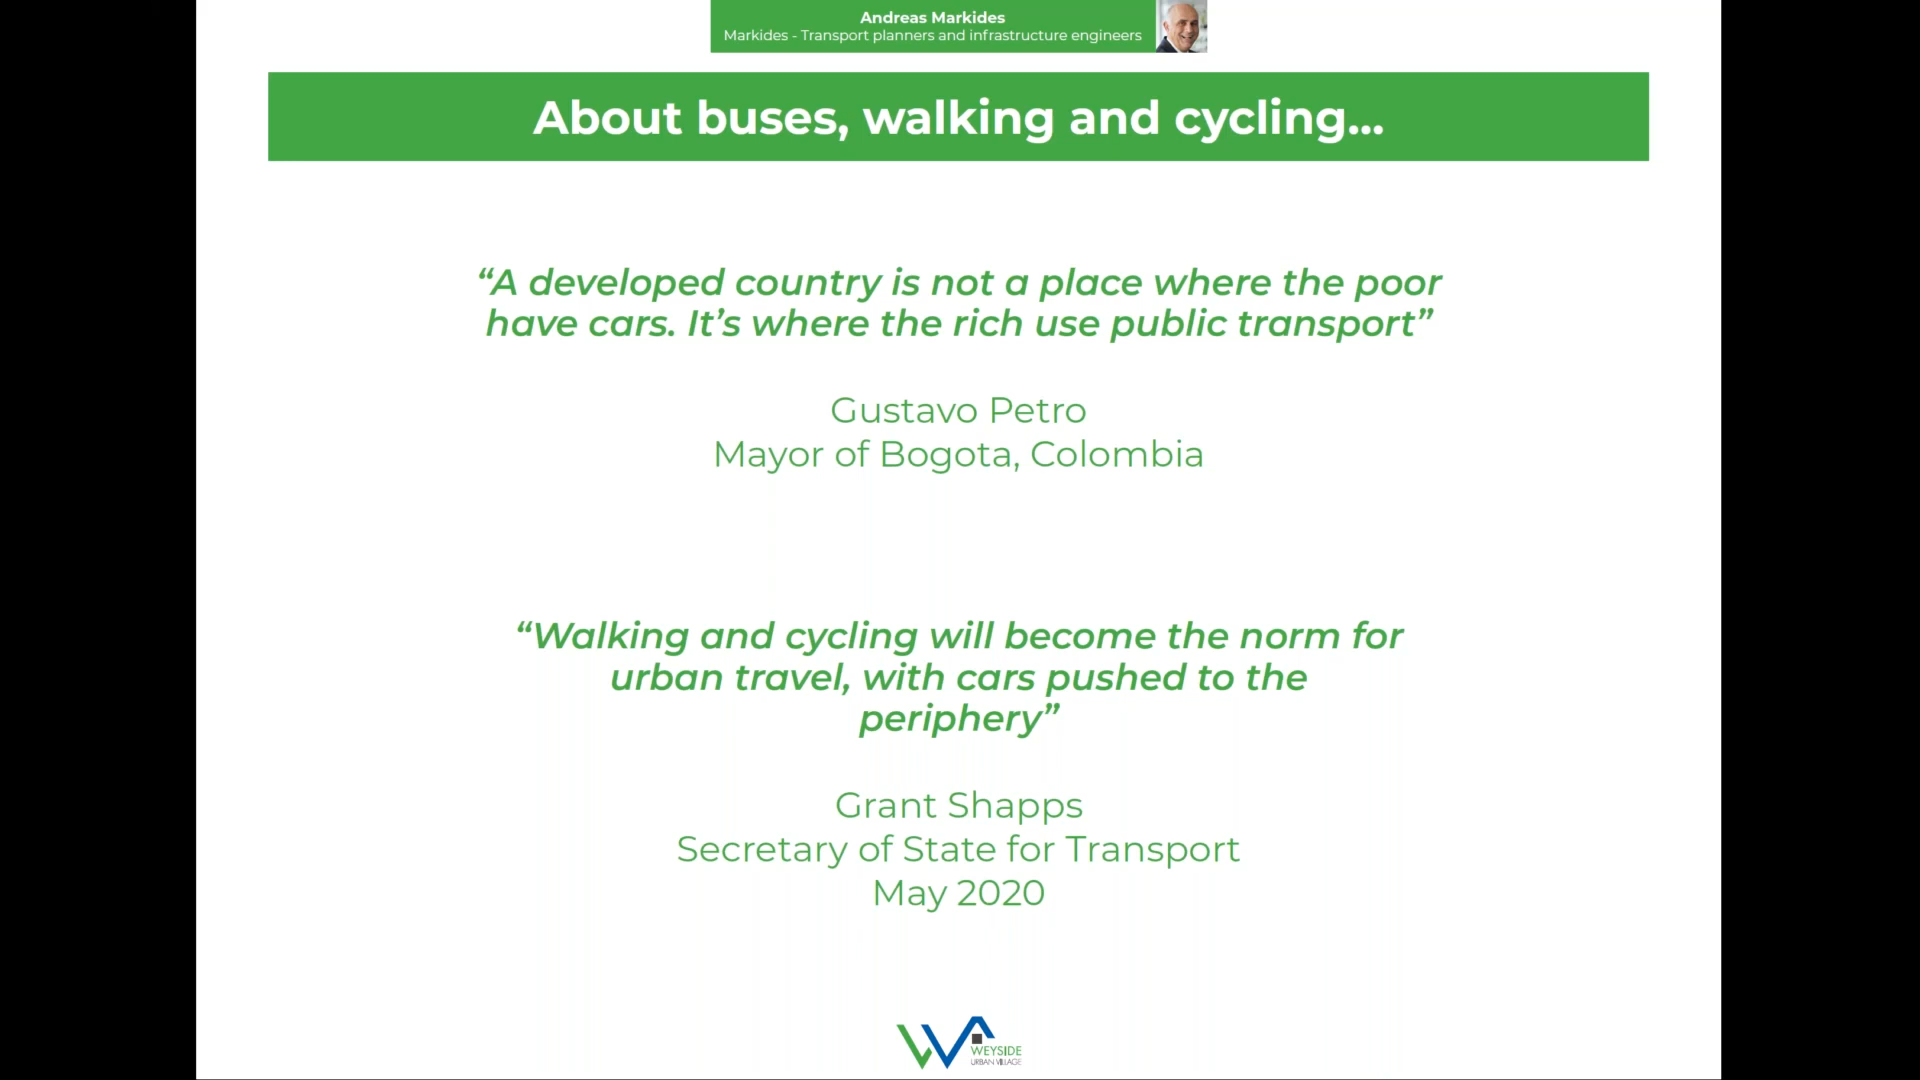 Andreas Markides
Markides - Transport planners and infrastructure engineers
About buses, walking and cycling...
“A developed country is not a place where the poor
have cars. It’s where the rich use public transport”
Gustavo Petro
Mayor of Bogota, Colombia
“Walking and cycling will become the norm for
urban travel, with cars pushed to the
periphery”
Grant Shapps
Secretary of State for Transport
May 2020
WEYSIDE
URBAN VILLAGE